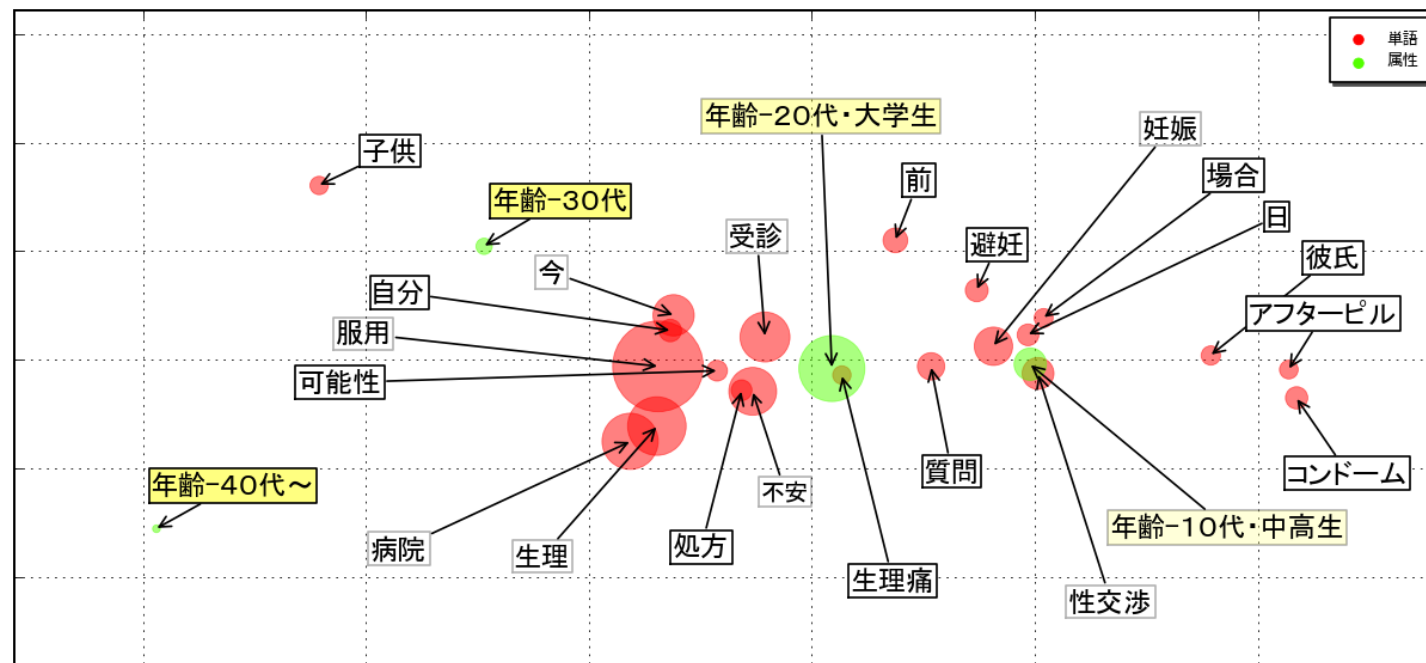 単語
属性
年齢-20代・大学生
妊娠
子供
場合
前
年齢-30代
日
受診
避妊
彼氏
今
自分
アフターピル
服用
可能性
質問
コンドーム
年齢-40代～
不安
年齢-10代・中高生
病院
生理
処方
生理痛
性交渉